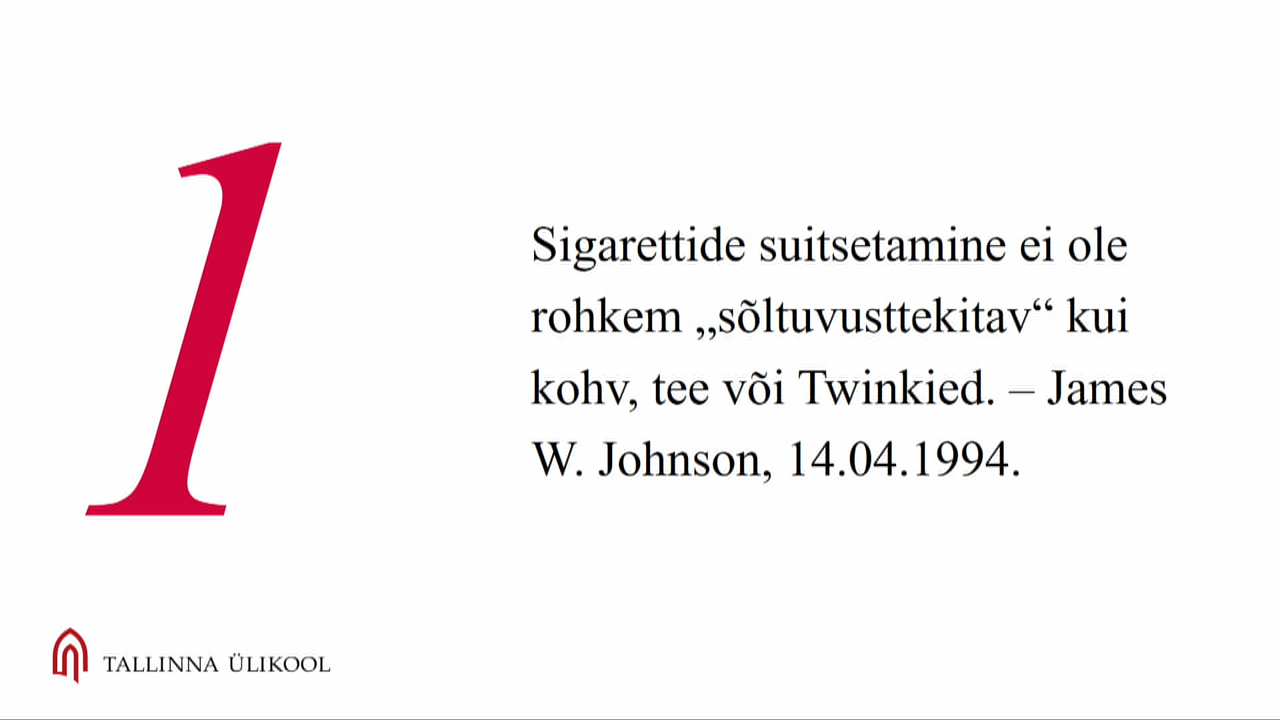 1
Sigarettide suitsetamine ei ole
rohkem „sõltuvusttekitav“ kui
kohv, tee või Twinkied. – James
W. Johnson, 14.04.1994.
TALLINNA ÜLIKOOL